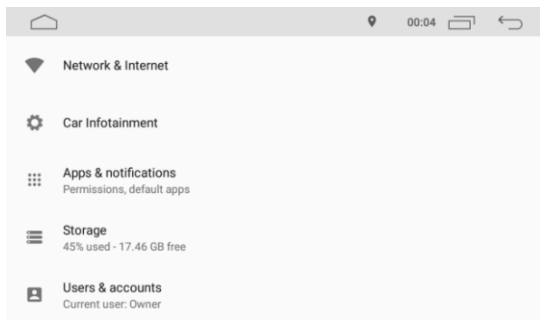 00:04
Network & Internet
Car Infotainment
Apps & notifications
Permissions, default apps
Storage
45% used - 17.46 GB free
Users & accounts
Current user: Owner